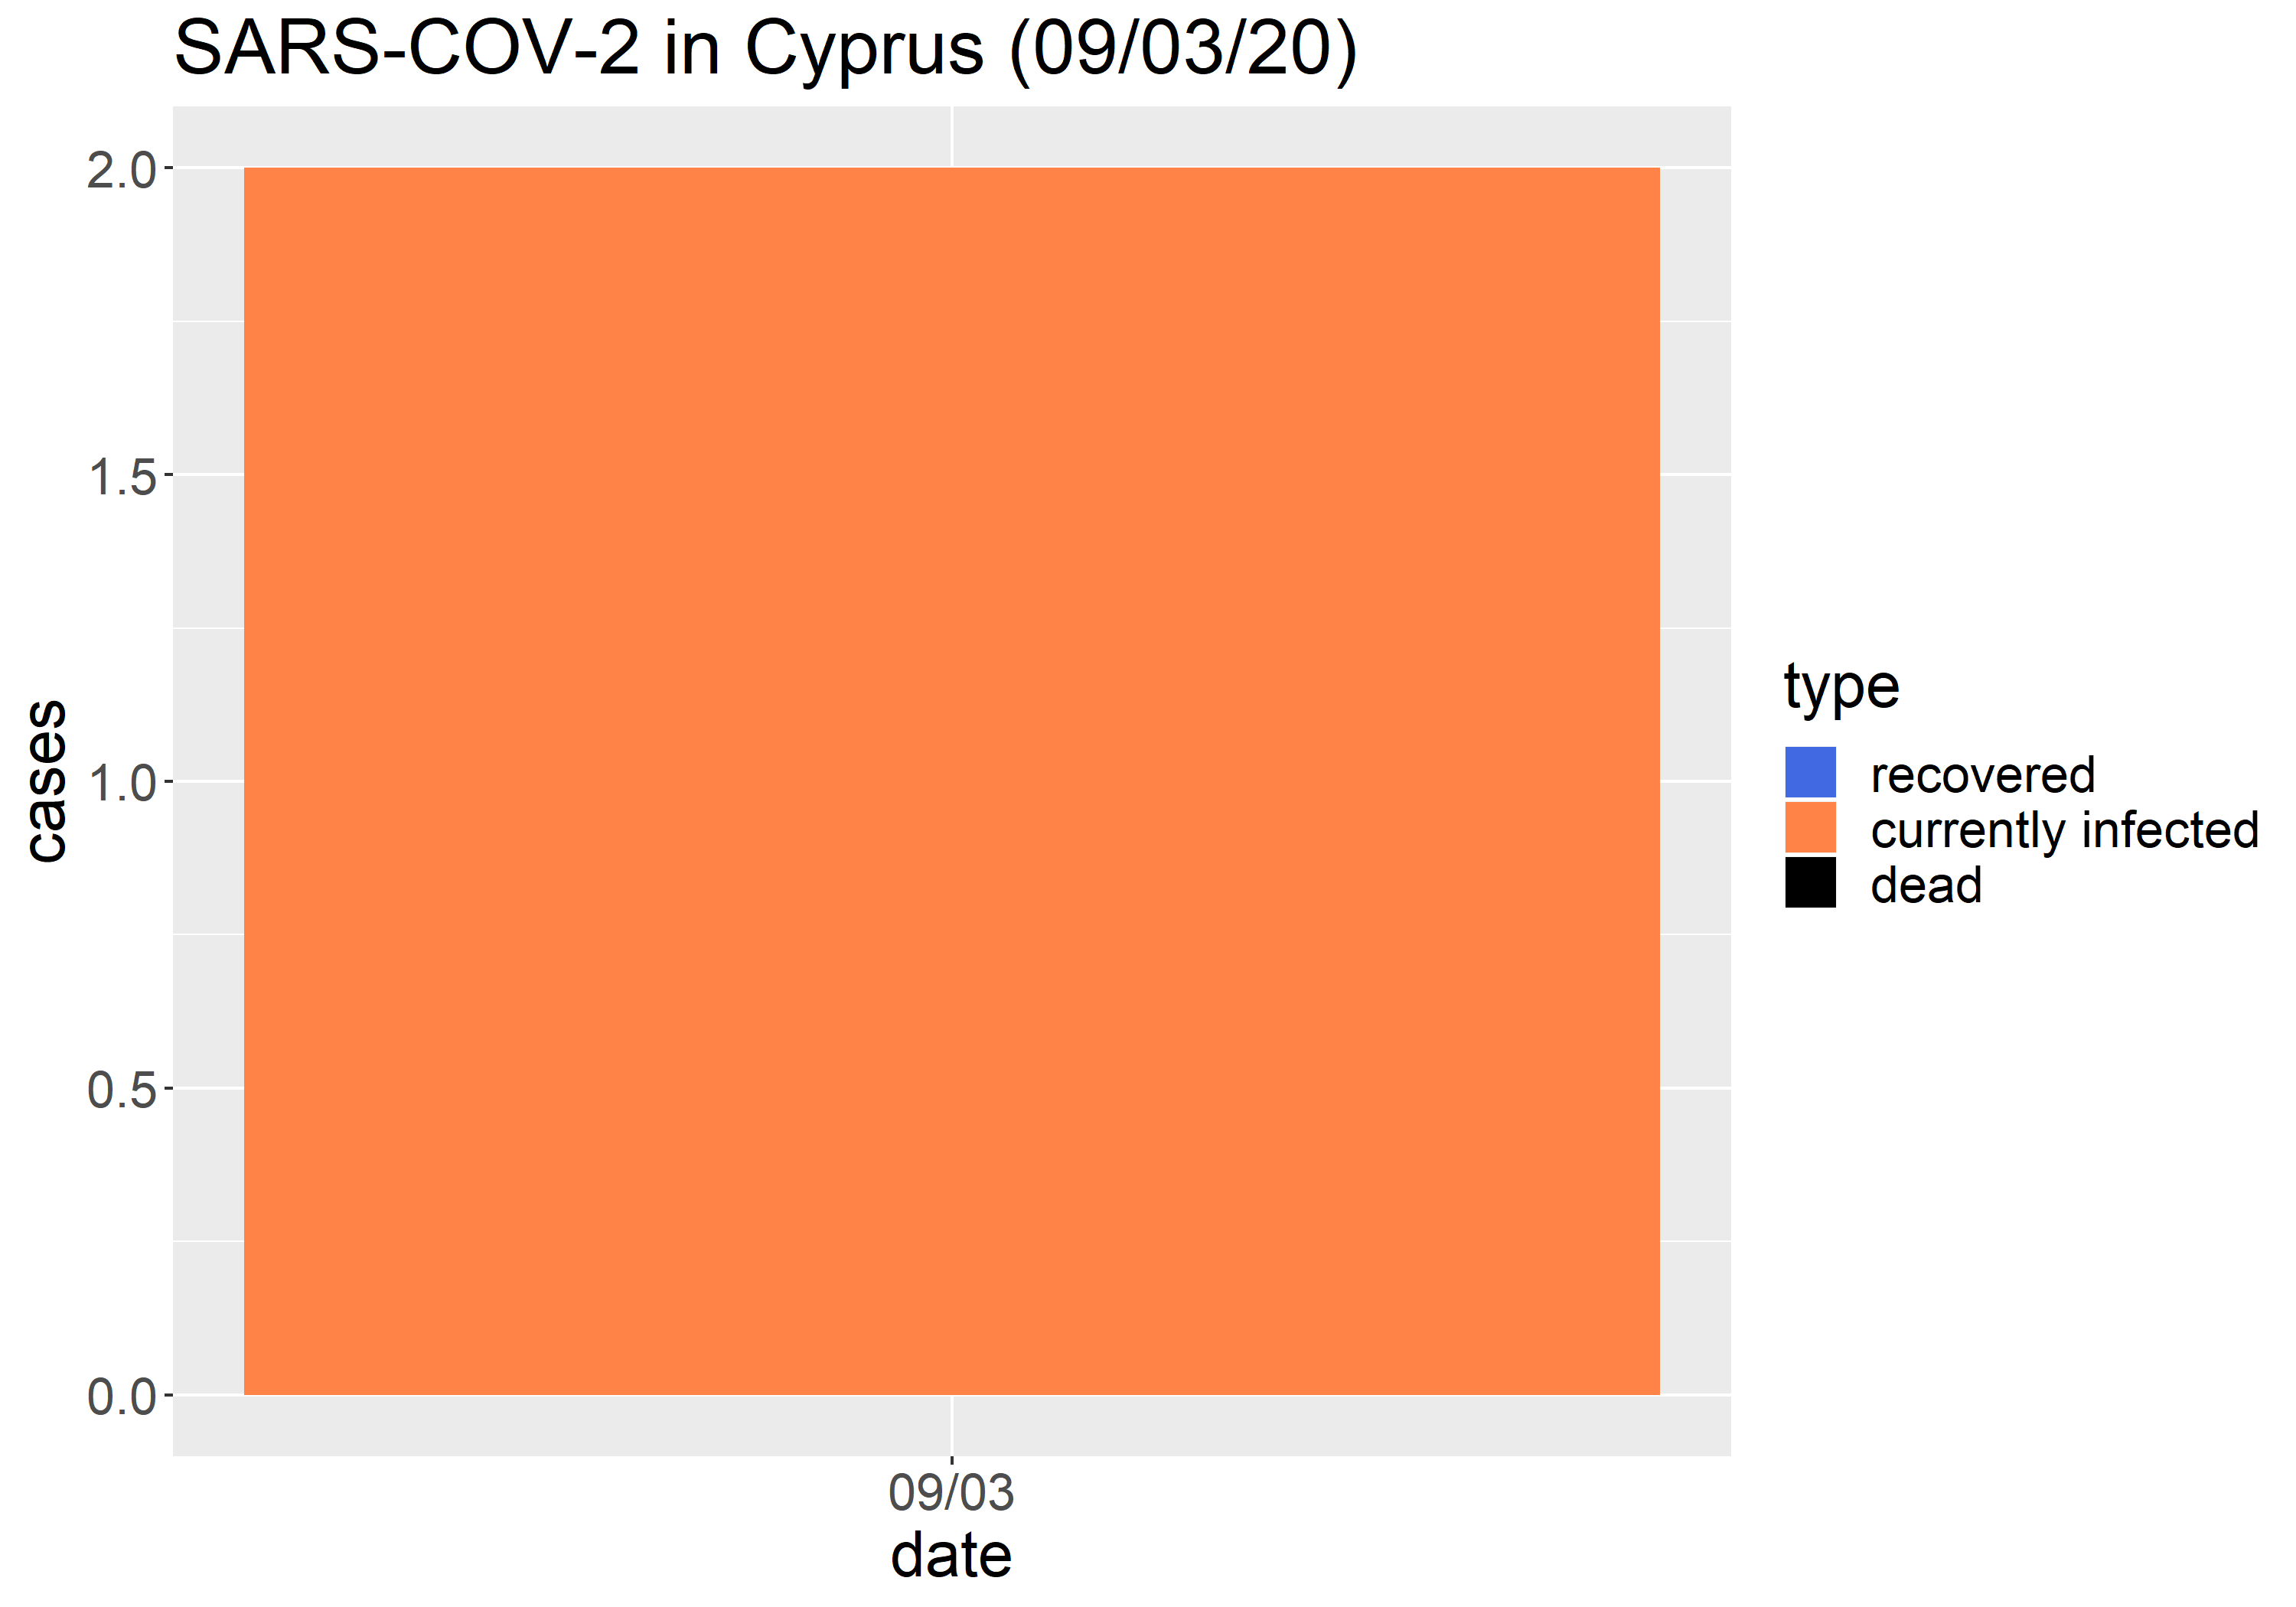 SARS-COV-2 in Cyprus (09/03/20)
2.0
1.5
1.0
0.5
0.0
cases
09/03
date
type
recovered
currently infected
dead